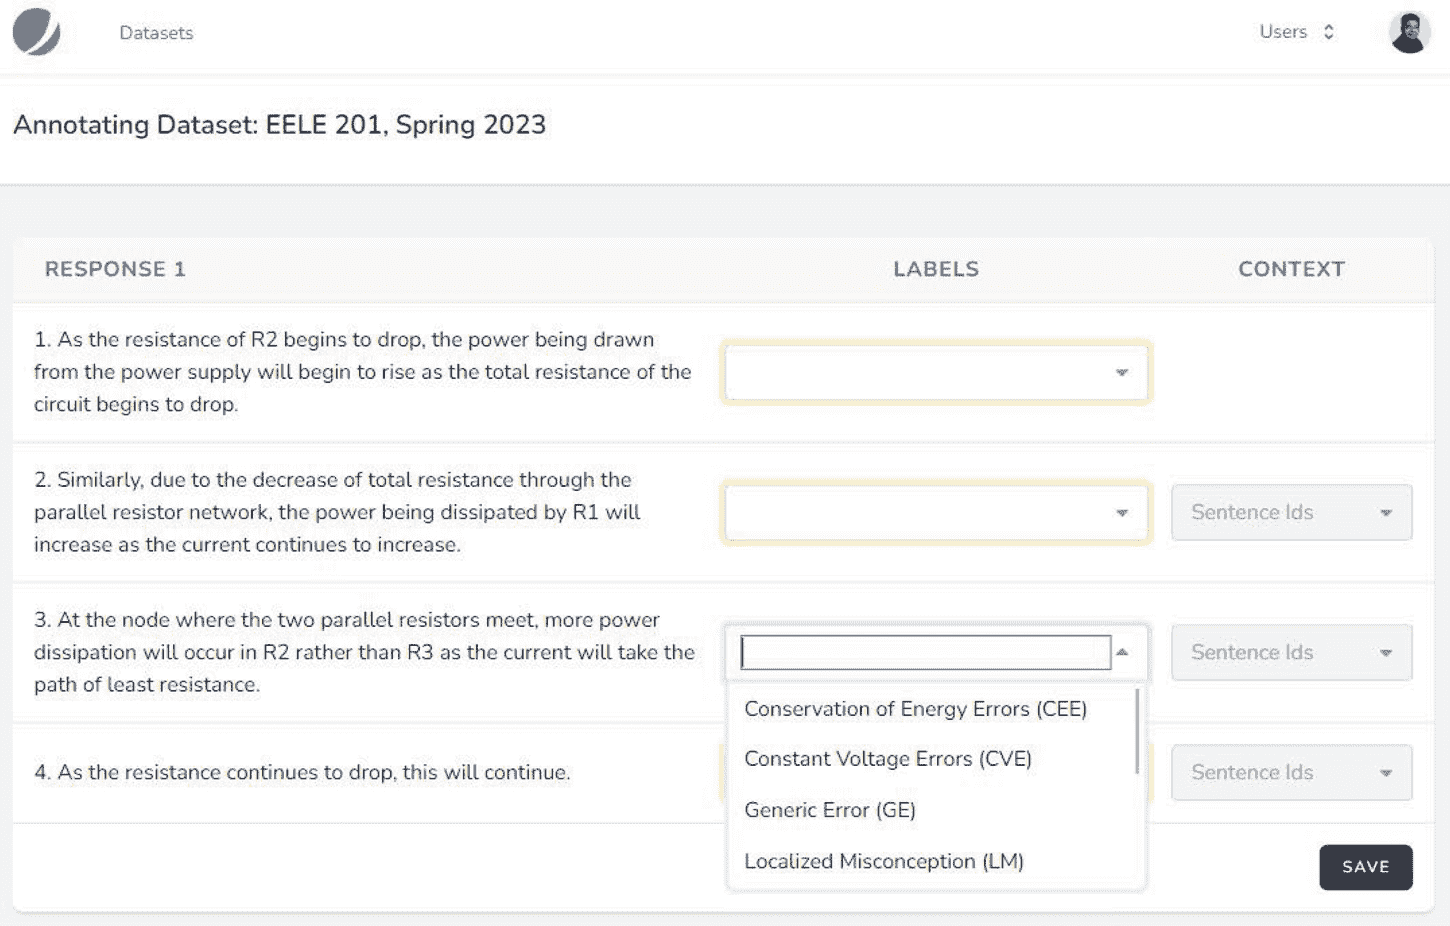 Datasets
Users
Annotating Dataset: EELE 201, Spring 2023
RESPONSE 1
LABELS
CONTEXT
1. As the resistance of R2 begins to drop, the power being drawn
from the power supply will begin to rise as the total resistance of the
circuit begins to drop.
2. Similarly, due to the decrease of total resistance through the
parallel resistor network, the power being dissipated by R1 will
increase as the current continues to increase.
Sentence Ids
3. At the node where the two parallel resistors meet, more power
dissipation will occur in R2 rather than R3 as the current will take the
path of least resistance.
Sentence Ids
Conservation of Energy Errors (CEE)
Constant Voltage Errors (CVE)
Generic Error (GE)
Localized Misconception (LM)
4. As the resistance continues to drop, this will continue.
Sentence Ids
SAVE